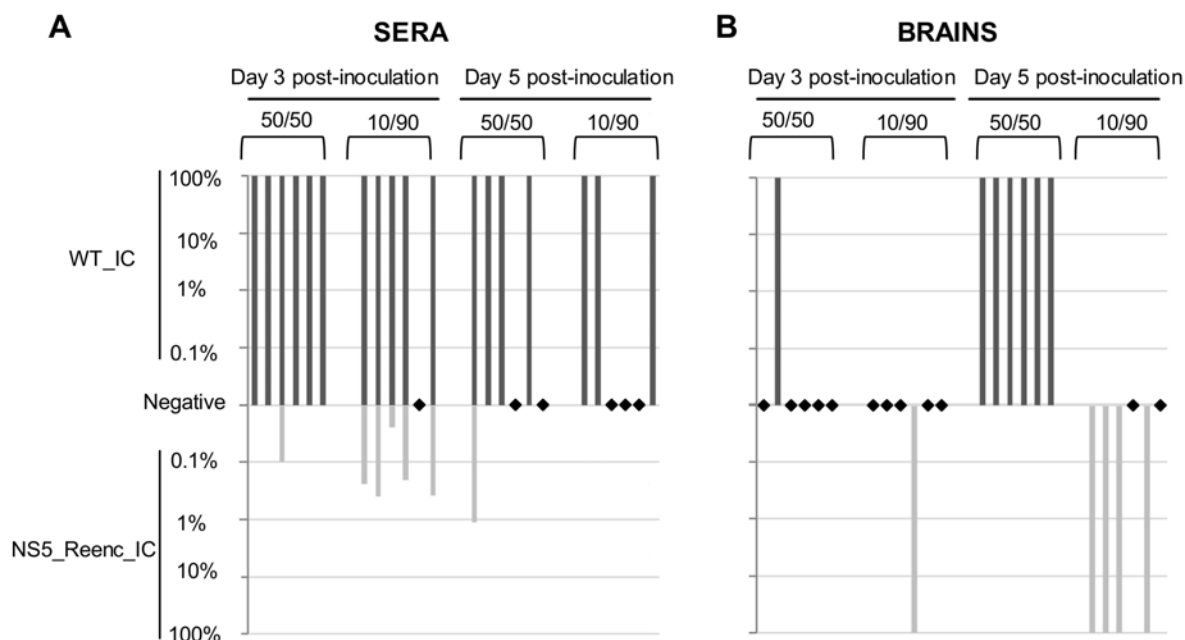 A
SERA
Day 3 post-inoculation
Day 5 post-inoculation
50/50
10/90
50/50
10/90
WT_IC
100%
10%
1%
0.1%
Negative
NS5_Reenc_IC
0.1%
1%
10%
100%
B
BRAINS
Day 3 post-inoculation
Day 5 post-inoculation
50/50
10/90
50/50
10/90